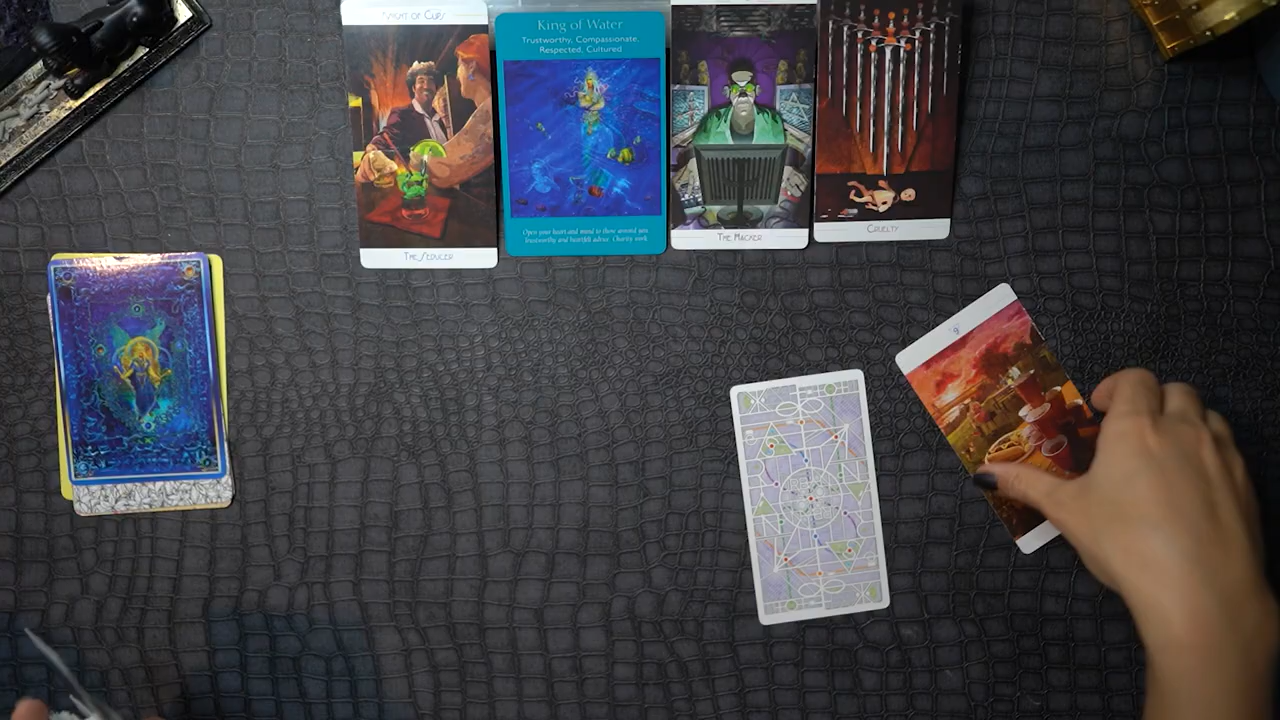 KNIGHT OF CUPS
THE SEDUCER
King of Water
Trustworthy, Compassionate,
Respected, Cultured
Open your heart and mind to those around you.
Trustworthy and heartfelt advice. Charity work.
THE HACKER
CRUELTY
9